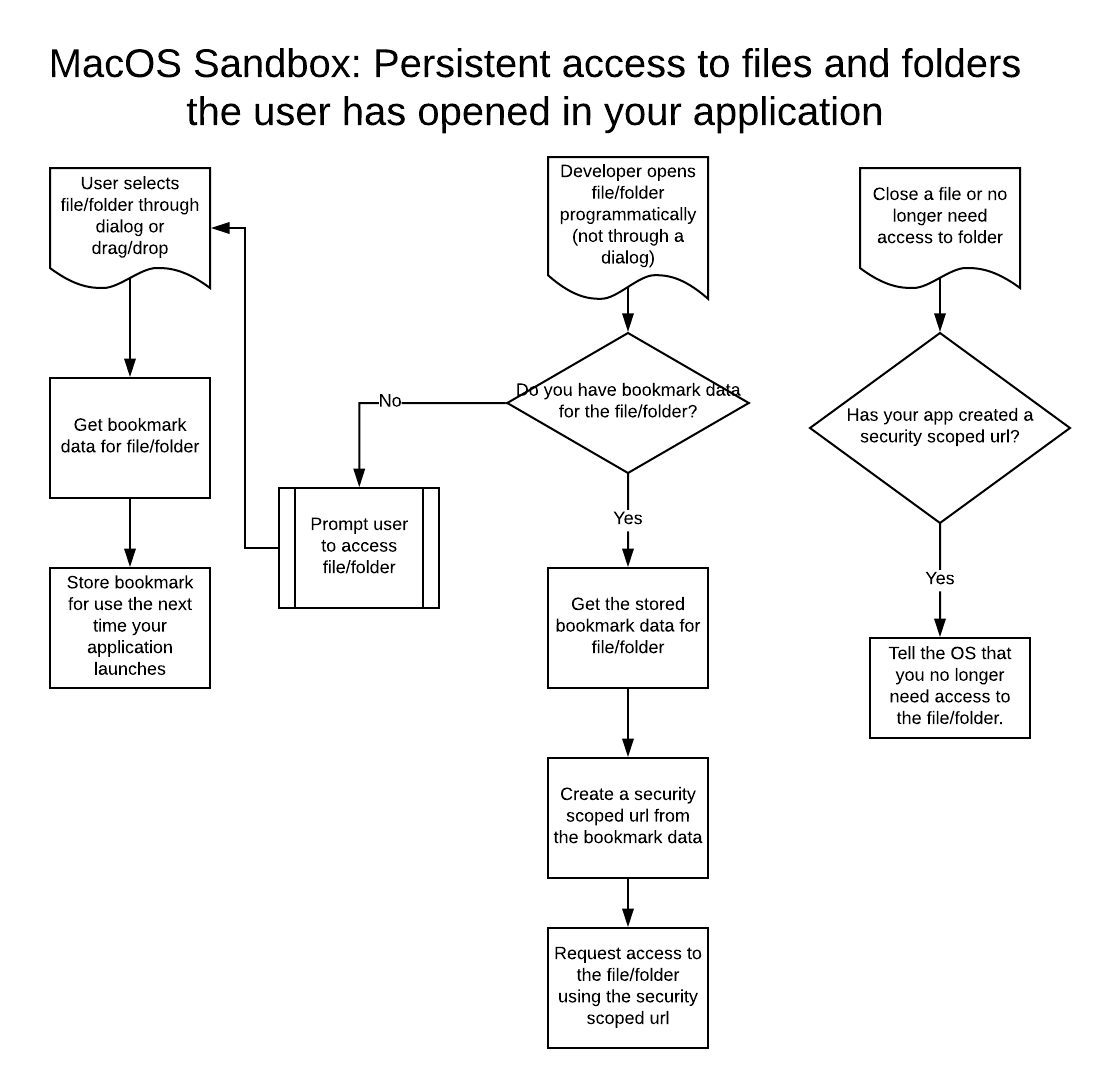 MacOS Sandbox: Persistent access to files and folders
the user has opened in your application
User selects
file/folder through
dialog or
drag/drop
Get bookmark
data for file/folder
Store bookmark
for use the next
time your
application
launches
Prompt user
to access
file/folder
No
Developer opens
file/folder
programmatically
(not through a
dialog)
Do you have bookmark data
for the file/folder?
Yes
Get the stored
bookmark data for
file/folder
Create a security
scoped url from
the bookmark data
Request access to
the file/folder
using the security
scoped url
Close a file or no
longer need
access to folder
Has your app created a
security scoped url?
Yes
Tell the OS that
you no longer
need access to
the file/folder.